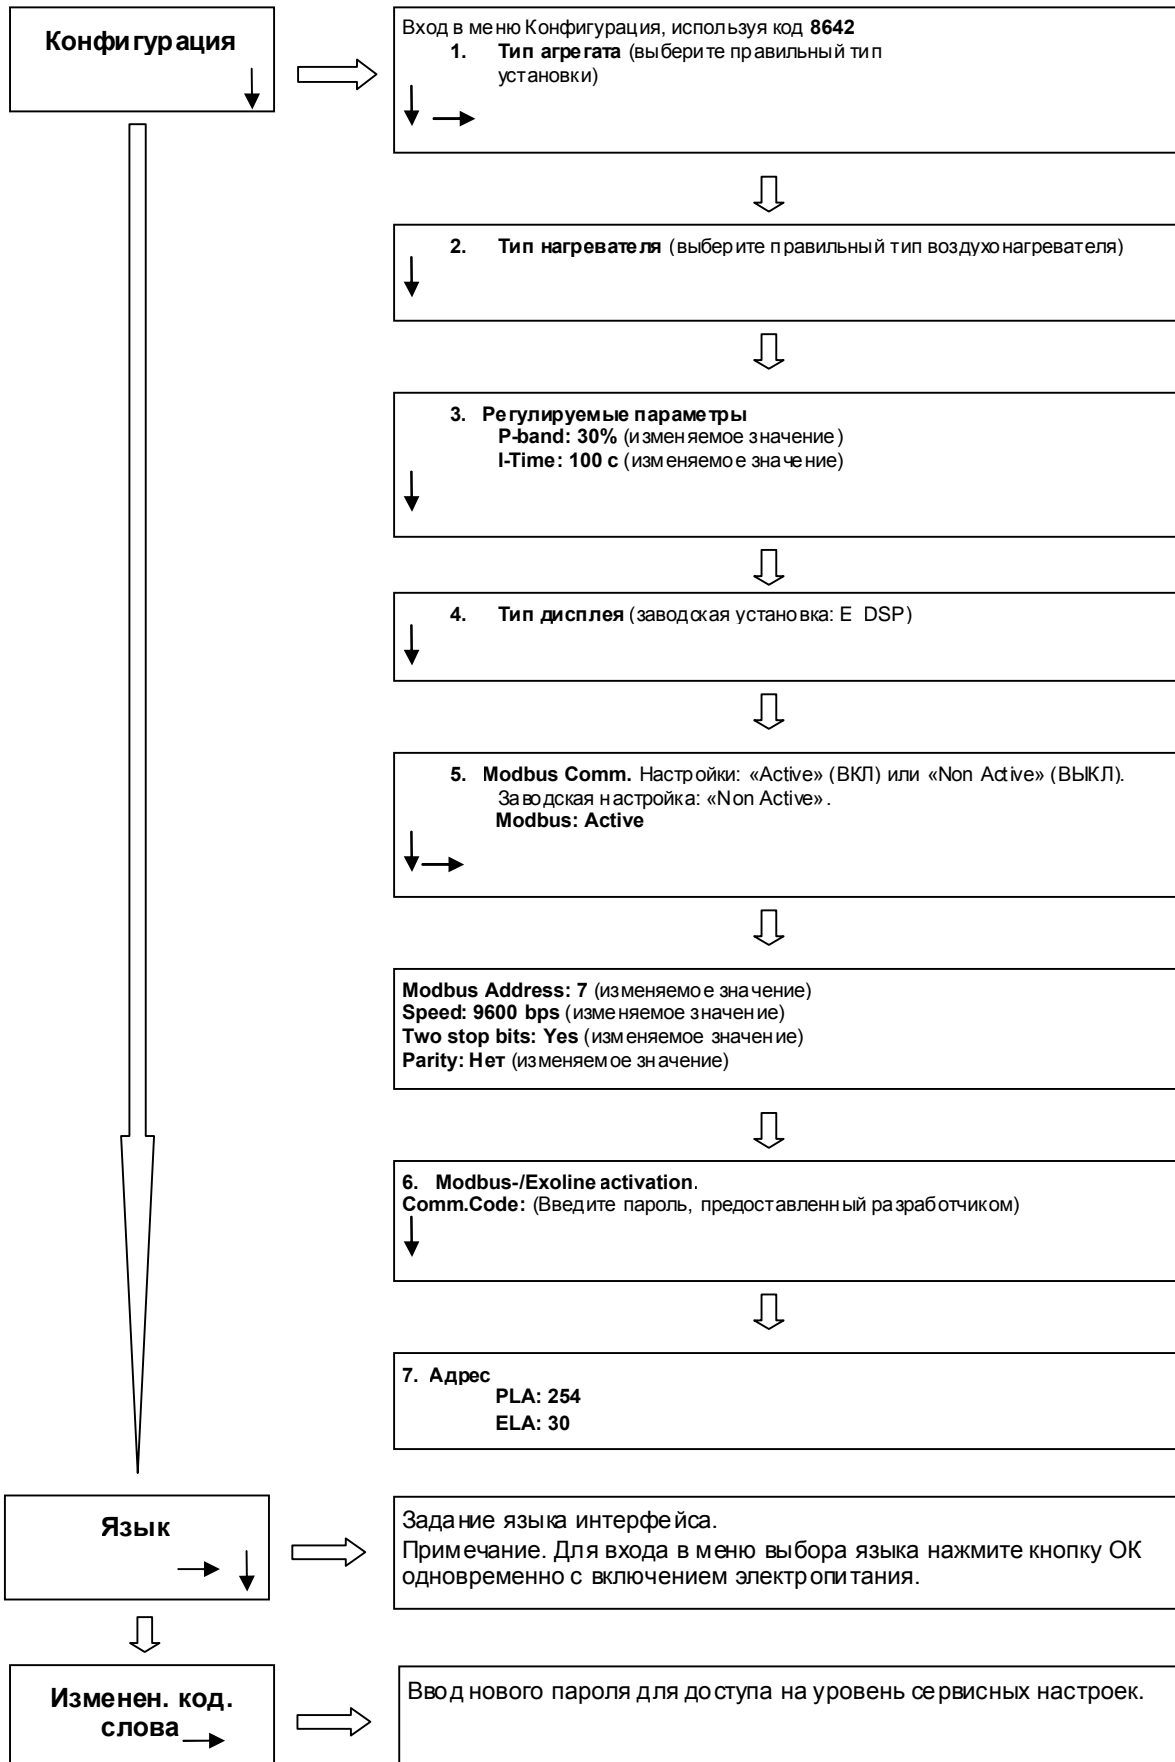 Конфигурация
Вход в меню Конфигурация, используя код 8642
1. Тип агрегата (выберите правильный тип
установки)
2. Тип нагревателя (выберите правильный тип воздухонагревателя)
3. Регулируемые параметры
P-band: 30% (изменяемое значение)
I-Time: 100 с (изменяемое значение)
4. Тип дисплея (заводская установка: E DSP)
5. Modbus Comm. Настройки: «Active» (ВКЛ) или «Non Active» (ВЫКЛ).
Заводская настройка: «Non Active».
Modbus: Active
Modbus Address: 7 (изменяемое значение)
Speed: 9600 bps (изменяемое значение)
Two stop bits: Yes (изменяемое значение)
Parity: Нет (изменяемое значение)
6. Modbus-/Exoline activation.
Comm.Code: (Введите пароль, предоставленный разработчиком)
7. Адрес
PLA: 254
ELA: 30
Язык
Задание языка интерфейса.
Примечание. Для входа в меню выбора языка нажмите кнопку ОК
одновременно с включением электропитания.
Изменен. код.
слова
Ввод нового пароля для доступа на уровень сервисных настроек.